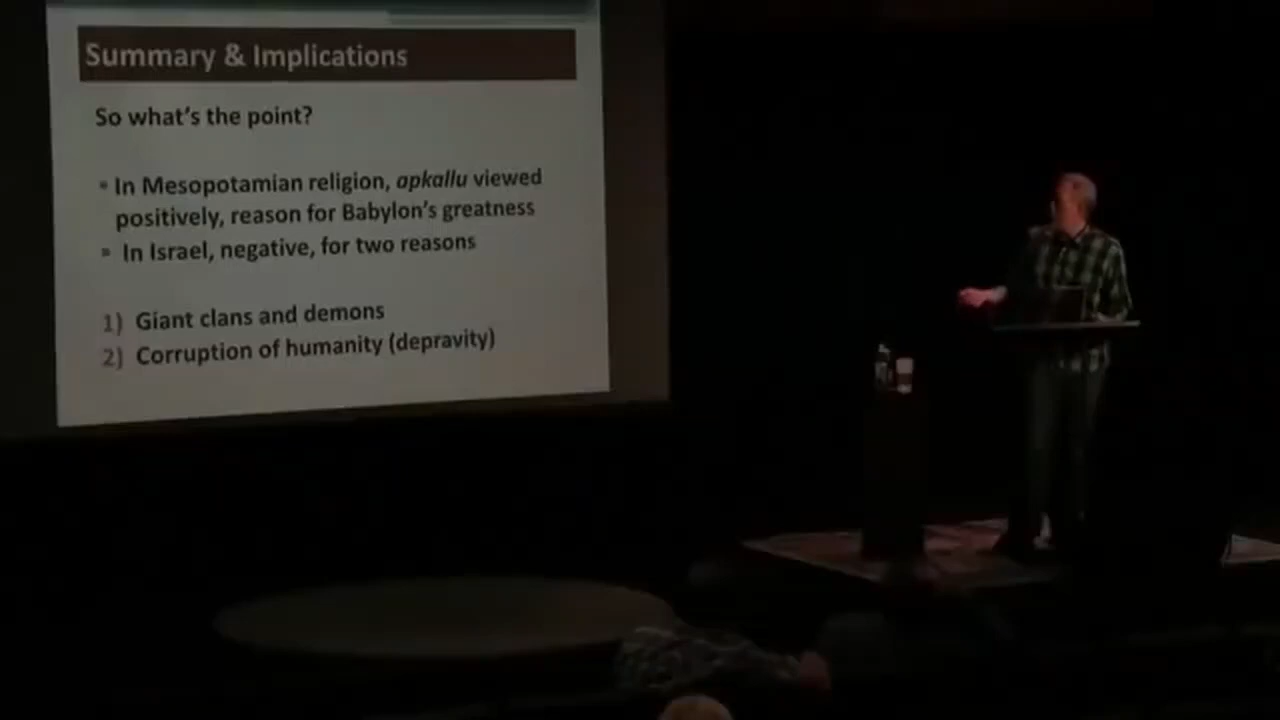 Summary & Implications
So what's the point?
▪ In Mesopotamian religion, apkallu viewed
positively, reason for Babylon's greatness
▪ In Israel, negative, for two reasons
1) Giant clans and demons
2) Corruption of humanity (depravity)